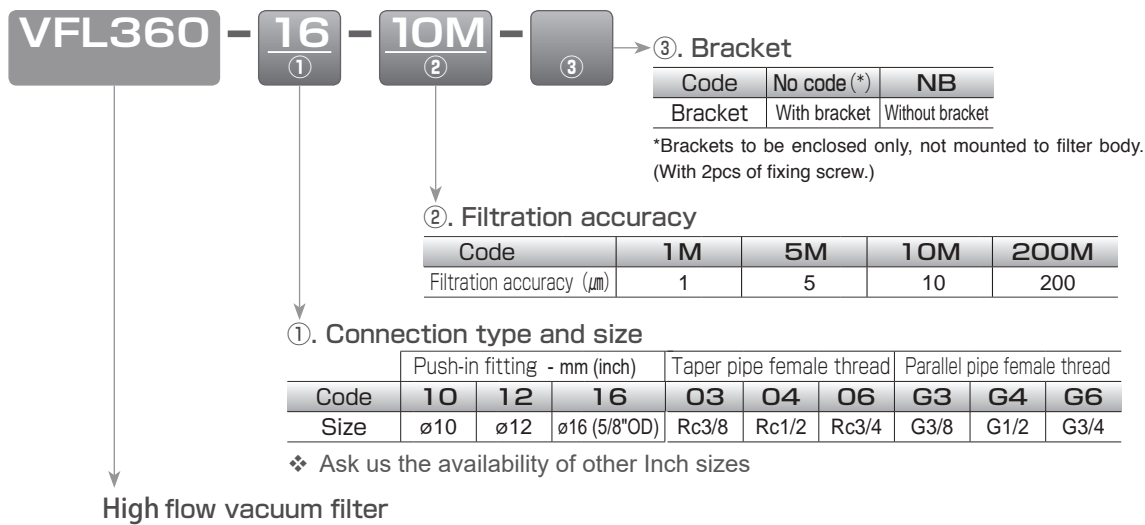 VFL360 - 16 - 10M -
① ② ③
③. Bracket
Code No code (*) NB
Bracket With bracket Without bracket
*Brackets to be enclosed only, not mounted to filter body.
(With 2pcs of fixing screw.)
②. Filtration accuracy
Code 1M 5M 10M 200M
Filtration accuracy (㎛) 1 5 10 200
①. Connection type and size
Push-in fitting - mm (inch) Taper pipe female thread Parallel pipe female thread
Code 10 12 16 03 04 06 G3 G4 G6
Size ø10 ø12 ø16 (5/8"OD) Rc3/8 Rc1/2 Rc3/4 G3/8 G1/2 G3/4
❖ Ask us the availability of other Inch sizes
High flow vacuum filter